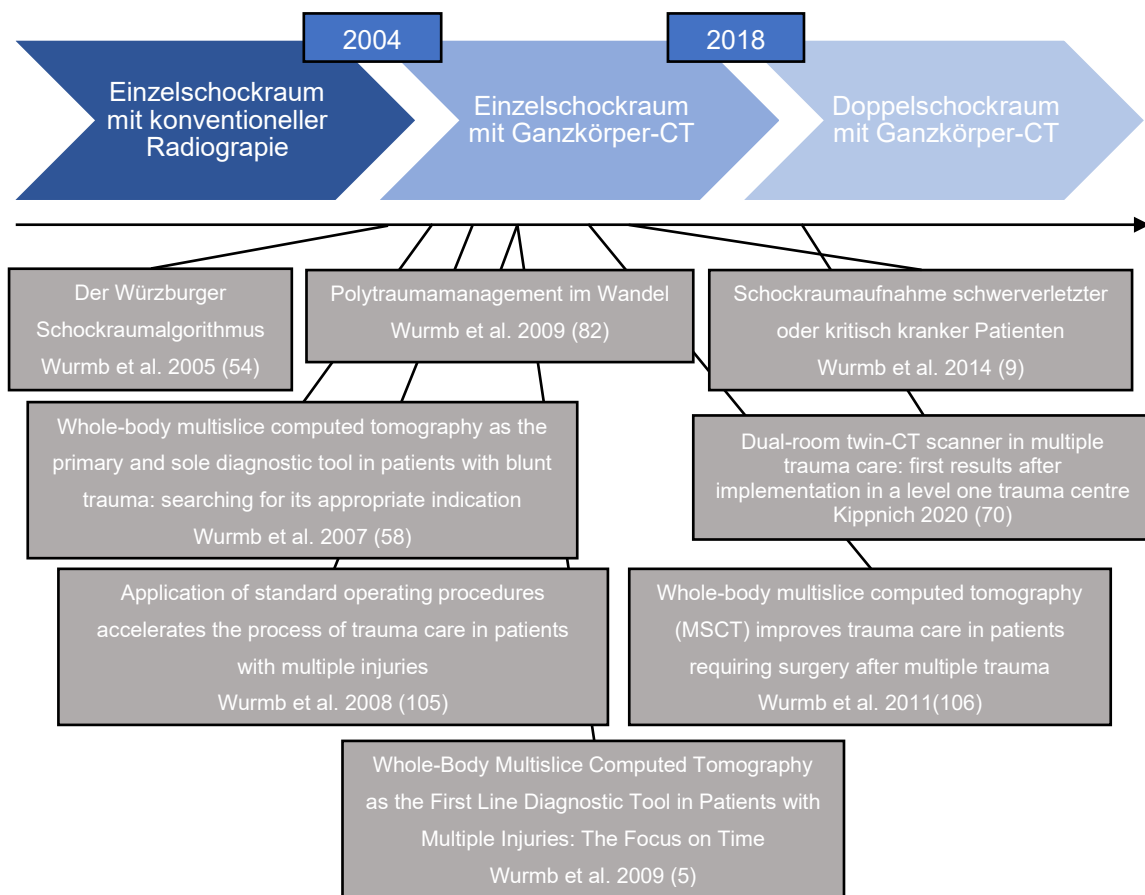 2004
2018
Einzelschockraum
mit konventioneller
Radiograpie
Einzelschockraum
mit Ganzkörper-CT
Doppelschockraum
mit Ganzkörper-CT
Der Würzburger
Schockraumalgorithmus
Wurmb et al. 2005 (54)
Polytraumamanagement im Wandel
Wurmb et al. 2009 (82)
Schockraumaufnahme schwerverletzter
oder kritisch kranker Patienten
Wurmb et al. 2014 (9)
Whole-body multislice computed tomography as the
primary and sole diagnostic tool in patients with blunt
trauma: searching for its appropriate indication
Wurmb et al. 2007 (58)
Dual-room twin-CT scanner in multiple
trauma care: first results after
implementation in a level one trauma centre
Kippnich 2020 (70)
Application of standard operating procedures
accelerates the process of trauma care in patients
with multiple injuries
Wurmb et al. 2008 (105)
Whole-body multislice computed tomography
(MSCT) improves trauma care in patients
requiring surgery after multiple trauma
Wurmb et al. 2011(106)
Whole-Body Multislice Computed Tomography
as the First Line Diagnostic Tool in Patients with
Multiple Injuries: The Focus on Time
Wurmb et al. 2009 (5)